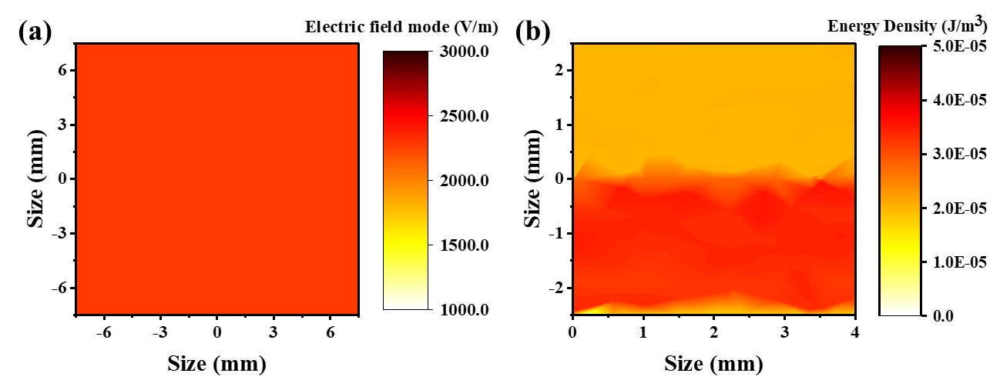 (a)
Electric field mode (V/m)
Size (mm)
6
3
0
-3
-6
-6
-3
0
3
6
Size (mm)
3000.0
2500.0
2000.0
1500.0
1000.0
(b)
Energy Density (J/m³)
Size (mm)
2
1
0
-1
-2
0
1
2
3
4
Size (mm)
5.0E-05
4.0E-05
3.0E-05
2.0E-05
1.0E-05
0.0